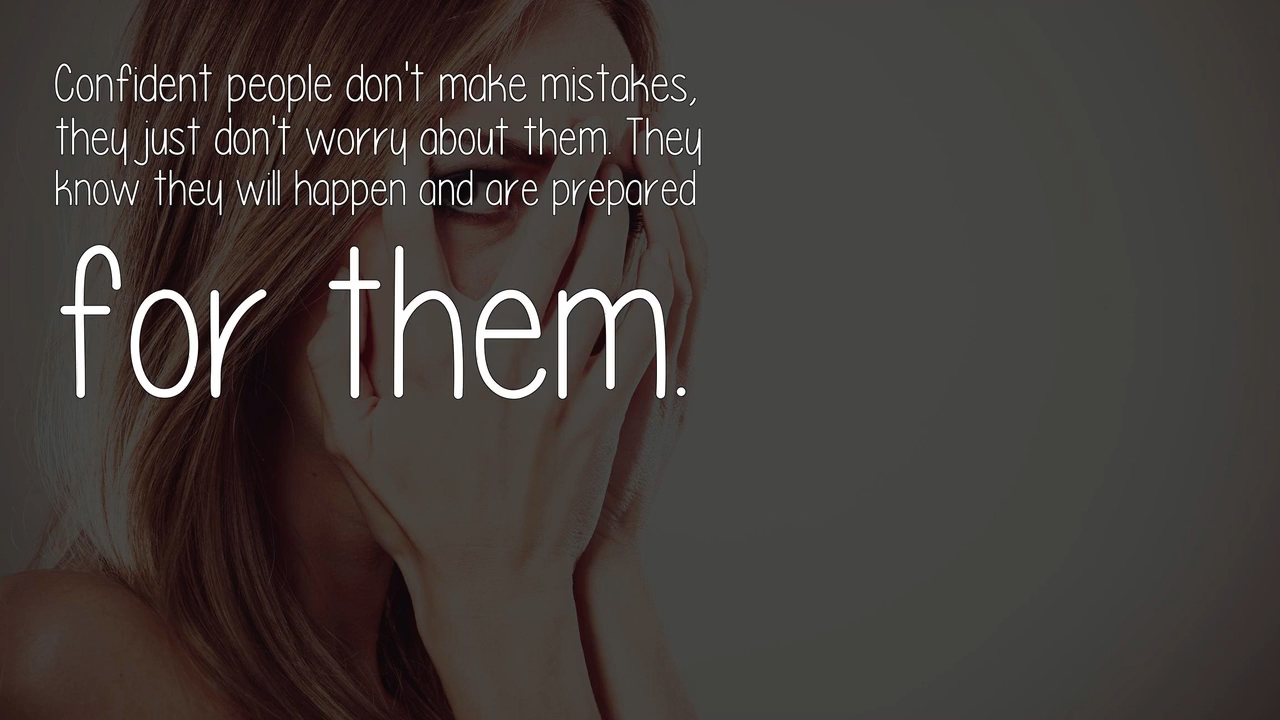 Confident people don't make mistakes,
they just don't worry about them. They
know they will happen and are prepared
for them.